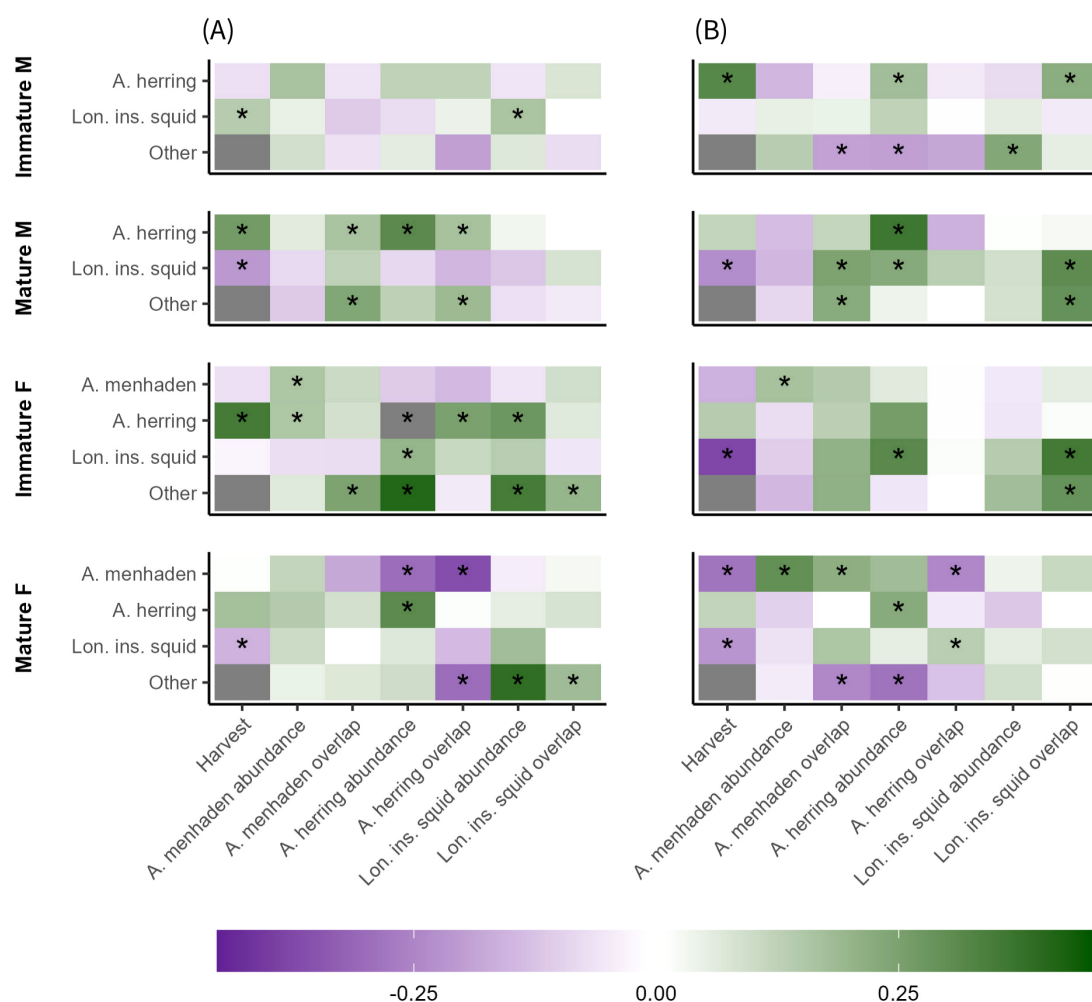 (A) (B)
Immature M
A. herring
* *
* *
Lon. ins. squid
* *
Other
* * *
Mature M
A. herring
* * * *
*
Lon. ins. squid
*
* * * *
Other
* *
* *
Immature F
A. menhaden
*
*
A. herring
* * * * *
Lon. ins. squid
*
* * *
Other
* * * *
*
Mature F
A. menhaden
* *
* * * *
A. herring
*
*
Lon. ins. squid
*
* *
Other
* * *
* *
Harvest
A. menhaden abundance
A. menhaden overlap
A. herring abundance
A. herring overlap
Lon. ins. squid abundance
Lon. ins. squid overlap
Harvest
A. menhaden abundance
A. menhaden overlap
A. herring abundance
A. herring overlap
Lon. ins. squid abundance
Lon. ins. squid overlap
-0.25 0.00 0.25